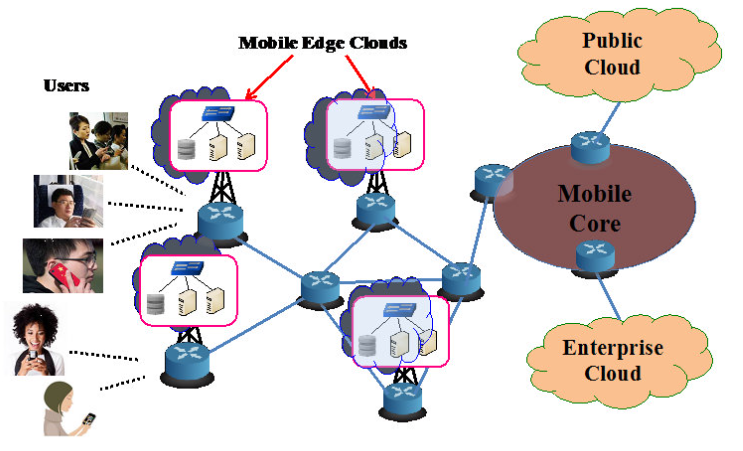 Mobile Edge Clouds
Users
Public
Cloud
Mobile
Core
Enterprise
Cloud